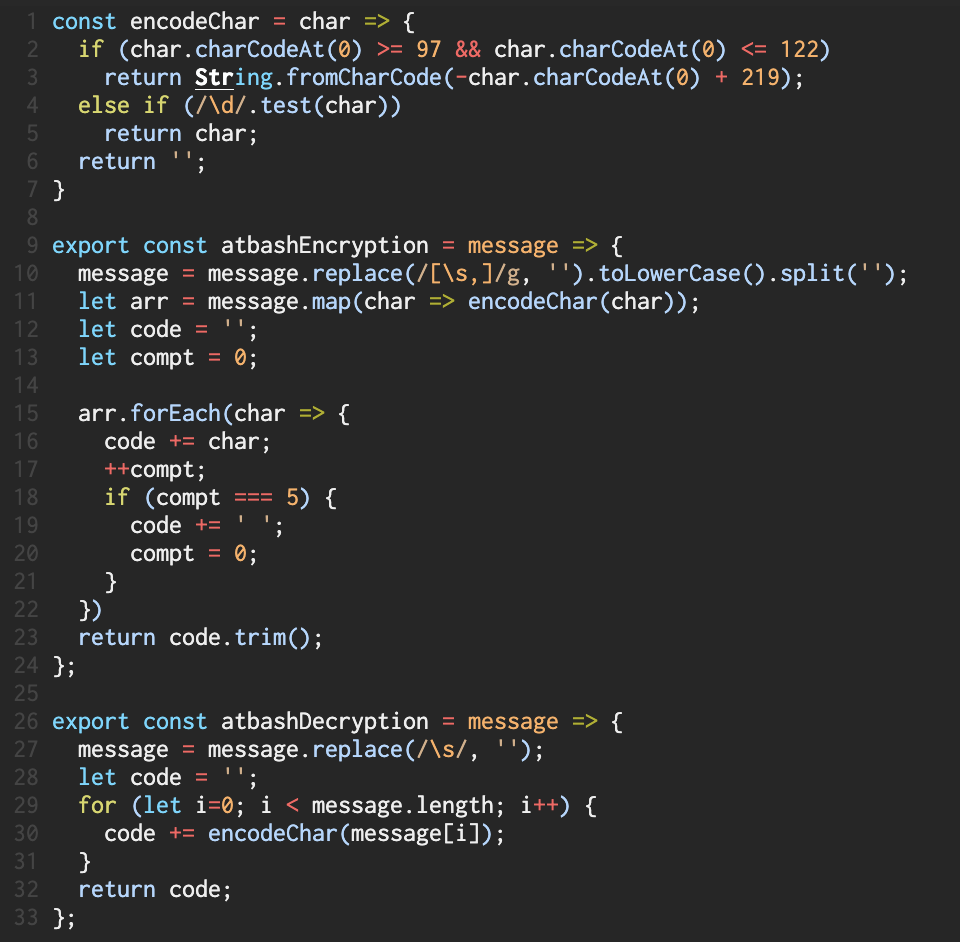 1 const encodeChar = char => {
2   if (char.charCodeAt(0) >= 97 && char.charCodeAt(0) <= 122)
3     return String.fromCharCode(-char.charCodeAt(0) + 219);
4   else if (/\d/.test(char))
5     return char;
6   return '';
7 }
8
9 export const atbashEncryption = message => {
10   message = message.replace(/[\s,]/g, '').toLowerCase().split('');
11   let arr = message.map(char => encodeChar(char));
12   let code = '';
13   let compt = 0;
14
15   arr.forEach(char => {
16     code += char;
17     ++compt;
18     if (compt === 5) {
19       code += ' ';
20       compt = 0;
21     }
22   })
23   return code.trim();
24 };
25
26 export const atbashDecryption = message => {
27   message = message.replace(/\s/, '');
28   let code = '';
29   for (let i=0; i < message.length; i++) {
30     code += encodeChar(message[i]);
31   }
32   return code;
33 };